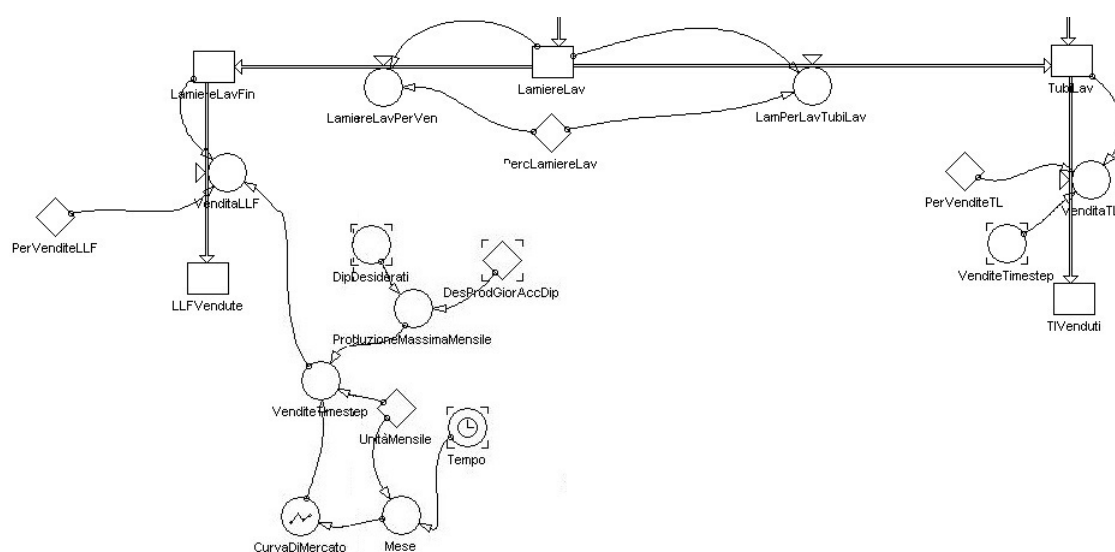 LamiereLavFin
LamiereLav
TubiLav
LamiereLavPerVen
LamPerLavTubiLav
PercLamiereLav
VenditaLLF
PerVenditeTL
VenditaTL
PerVenditeLLF
DipDesiderati
VenditeTimestep
DesProdGiorAccDip
LLFVendute
TlVenduti
ProduzioneMassimaMensile
VenditeTimestep
UnitàMensile
Tempo
CurvaDiMercato
Mese